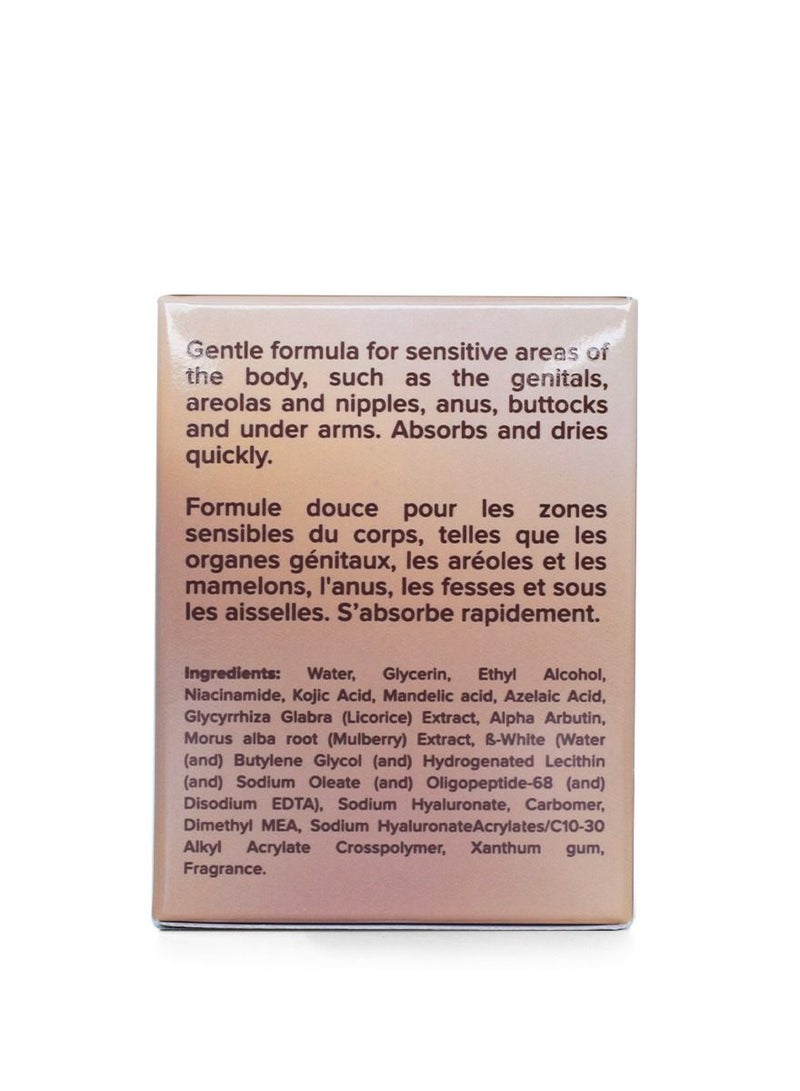 Gentle formula for sensitive areas of
the body, such as the genitals,
areolas and nipples, anus, buttocks
and under arms. Absorbs and dries
quickly.
Formule douce pour les zones
sensibles du corps, telles que les
organes génitaux, les aréoles et les
mamelons, l'anus, les fesses et sous
les aisselles. S’absorbe rapidement.
Ingredients: Water, Glycerin, Ethyl Alcohol,
Niacinamide, Kojic Acid, Mandelic acid, Azelaic Acid,
Glycyrrhiza Glabra (Licorice) Extract, Alpha Arbutin,
Morus alba root (Mulberry) Extract, ß-White (Water
(and) Butylene Glycol (and) Hydrogenated Lecithin
(and) Sodium Oleate (and) Oligopeptide-68 (and)
Disodium EDTA), Sodium Hyaluronate, Carbomer,
Dimethyl MEA, Sodium HyaluronateAcrylates/C10-30
Alkyl Acrylate Crosspolymer, Xanthum gum,
Fragrance.